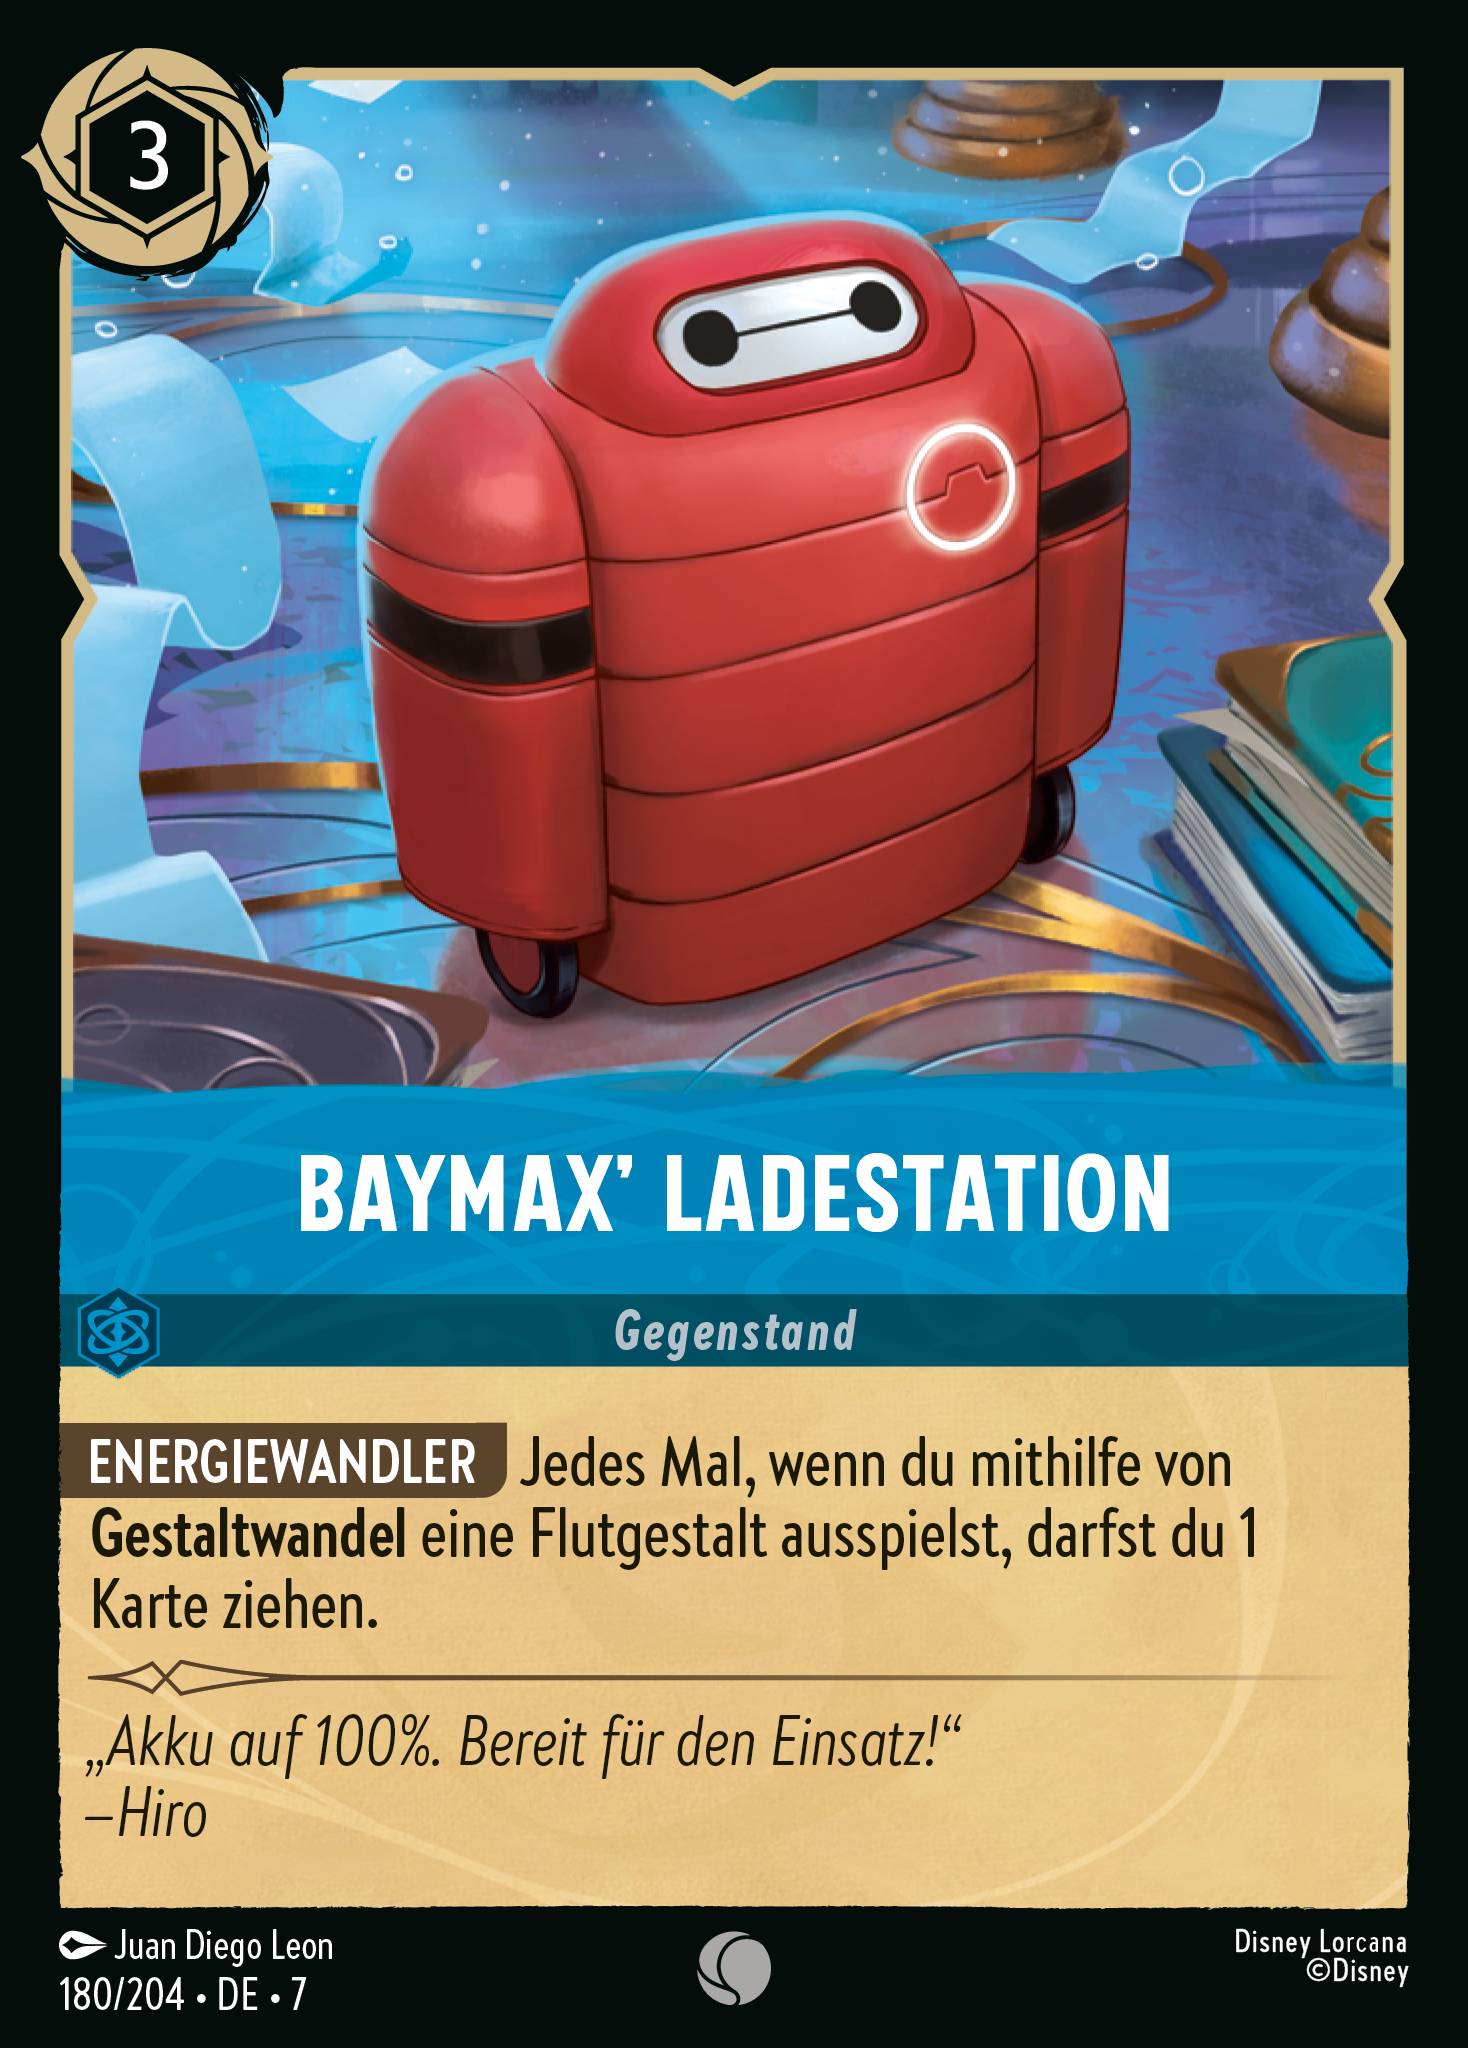 3
BAYMAX’ LADESTATION
Gegenstand
ENERGIEWANDLER Jedes Mal, wenn du mithilfe von
Gestaltwandel eine Flutgestalt ausspielst, darfst du 1
Karte ziehen.
„Akku auf 100%. Bereit für den Einsatz!“
–Hiro
Juan Diego Leon
180/204 • DE • 7
Disney Lorcana
©Disney